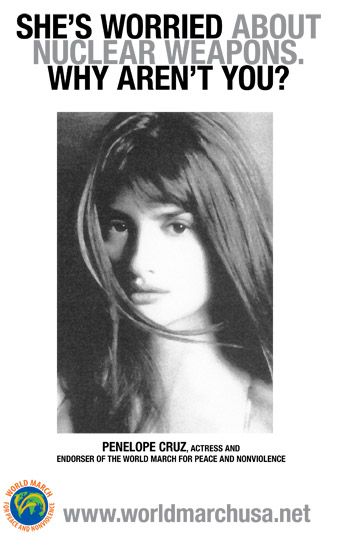 SHE'S WORRIED ABOUT
NUCLEAR WEAPONS.
WHY AREN'T YOU?
PENELOPE CRUZ, ACTRESS AND
ENDORSER OF THE WORLD MARCH FOR PEACE AND NONVIOLENCE
WORLD MARCH
FOR PEACE AND NONVIOLENCE
www.worldmarchusa.net